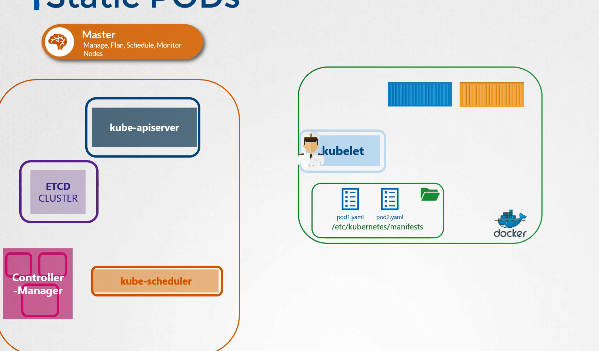 Static PODs
Master
Manage, Plan, Schedule, Monitor
Nodes
kube-apiserver
ETCD
CLUSTER
Controller
-Manager
kube-scheduler
kubelet
pod1.yaml
pod2.yaml
/etc/kubernetes/manifests
docker